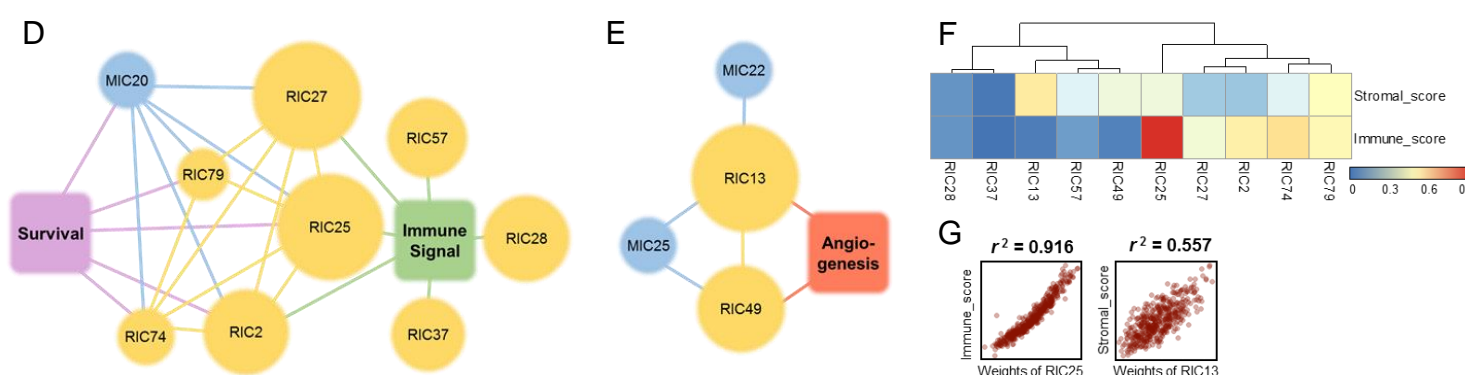 D
MIC20
RIC27
RIC57
RIC79
Survival
RIC25
Immune
Signal
RIC28
RIC74
RIC2
RIC37
E
MIC22
RIC13
MIC25
Angio-
genesis
RIC49
F
Stromal_score
Immune_score
RIC28
RIC37
RIC13
RIC57
RIC49
RIC25
RIC27
RIC2
RIC74
RIC79
0 0.3 0.6
G
r² = 0.916
r² = 0.557
Immune_score
Weights of RIC25
Stromal_score
Weights of RIC13